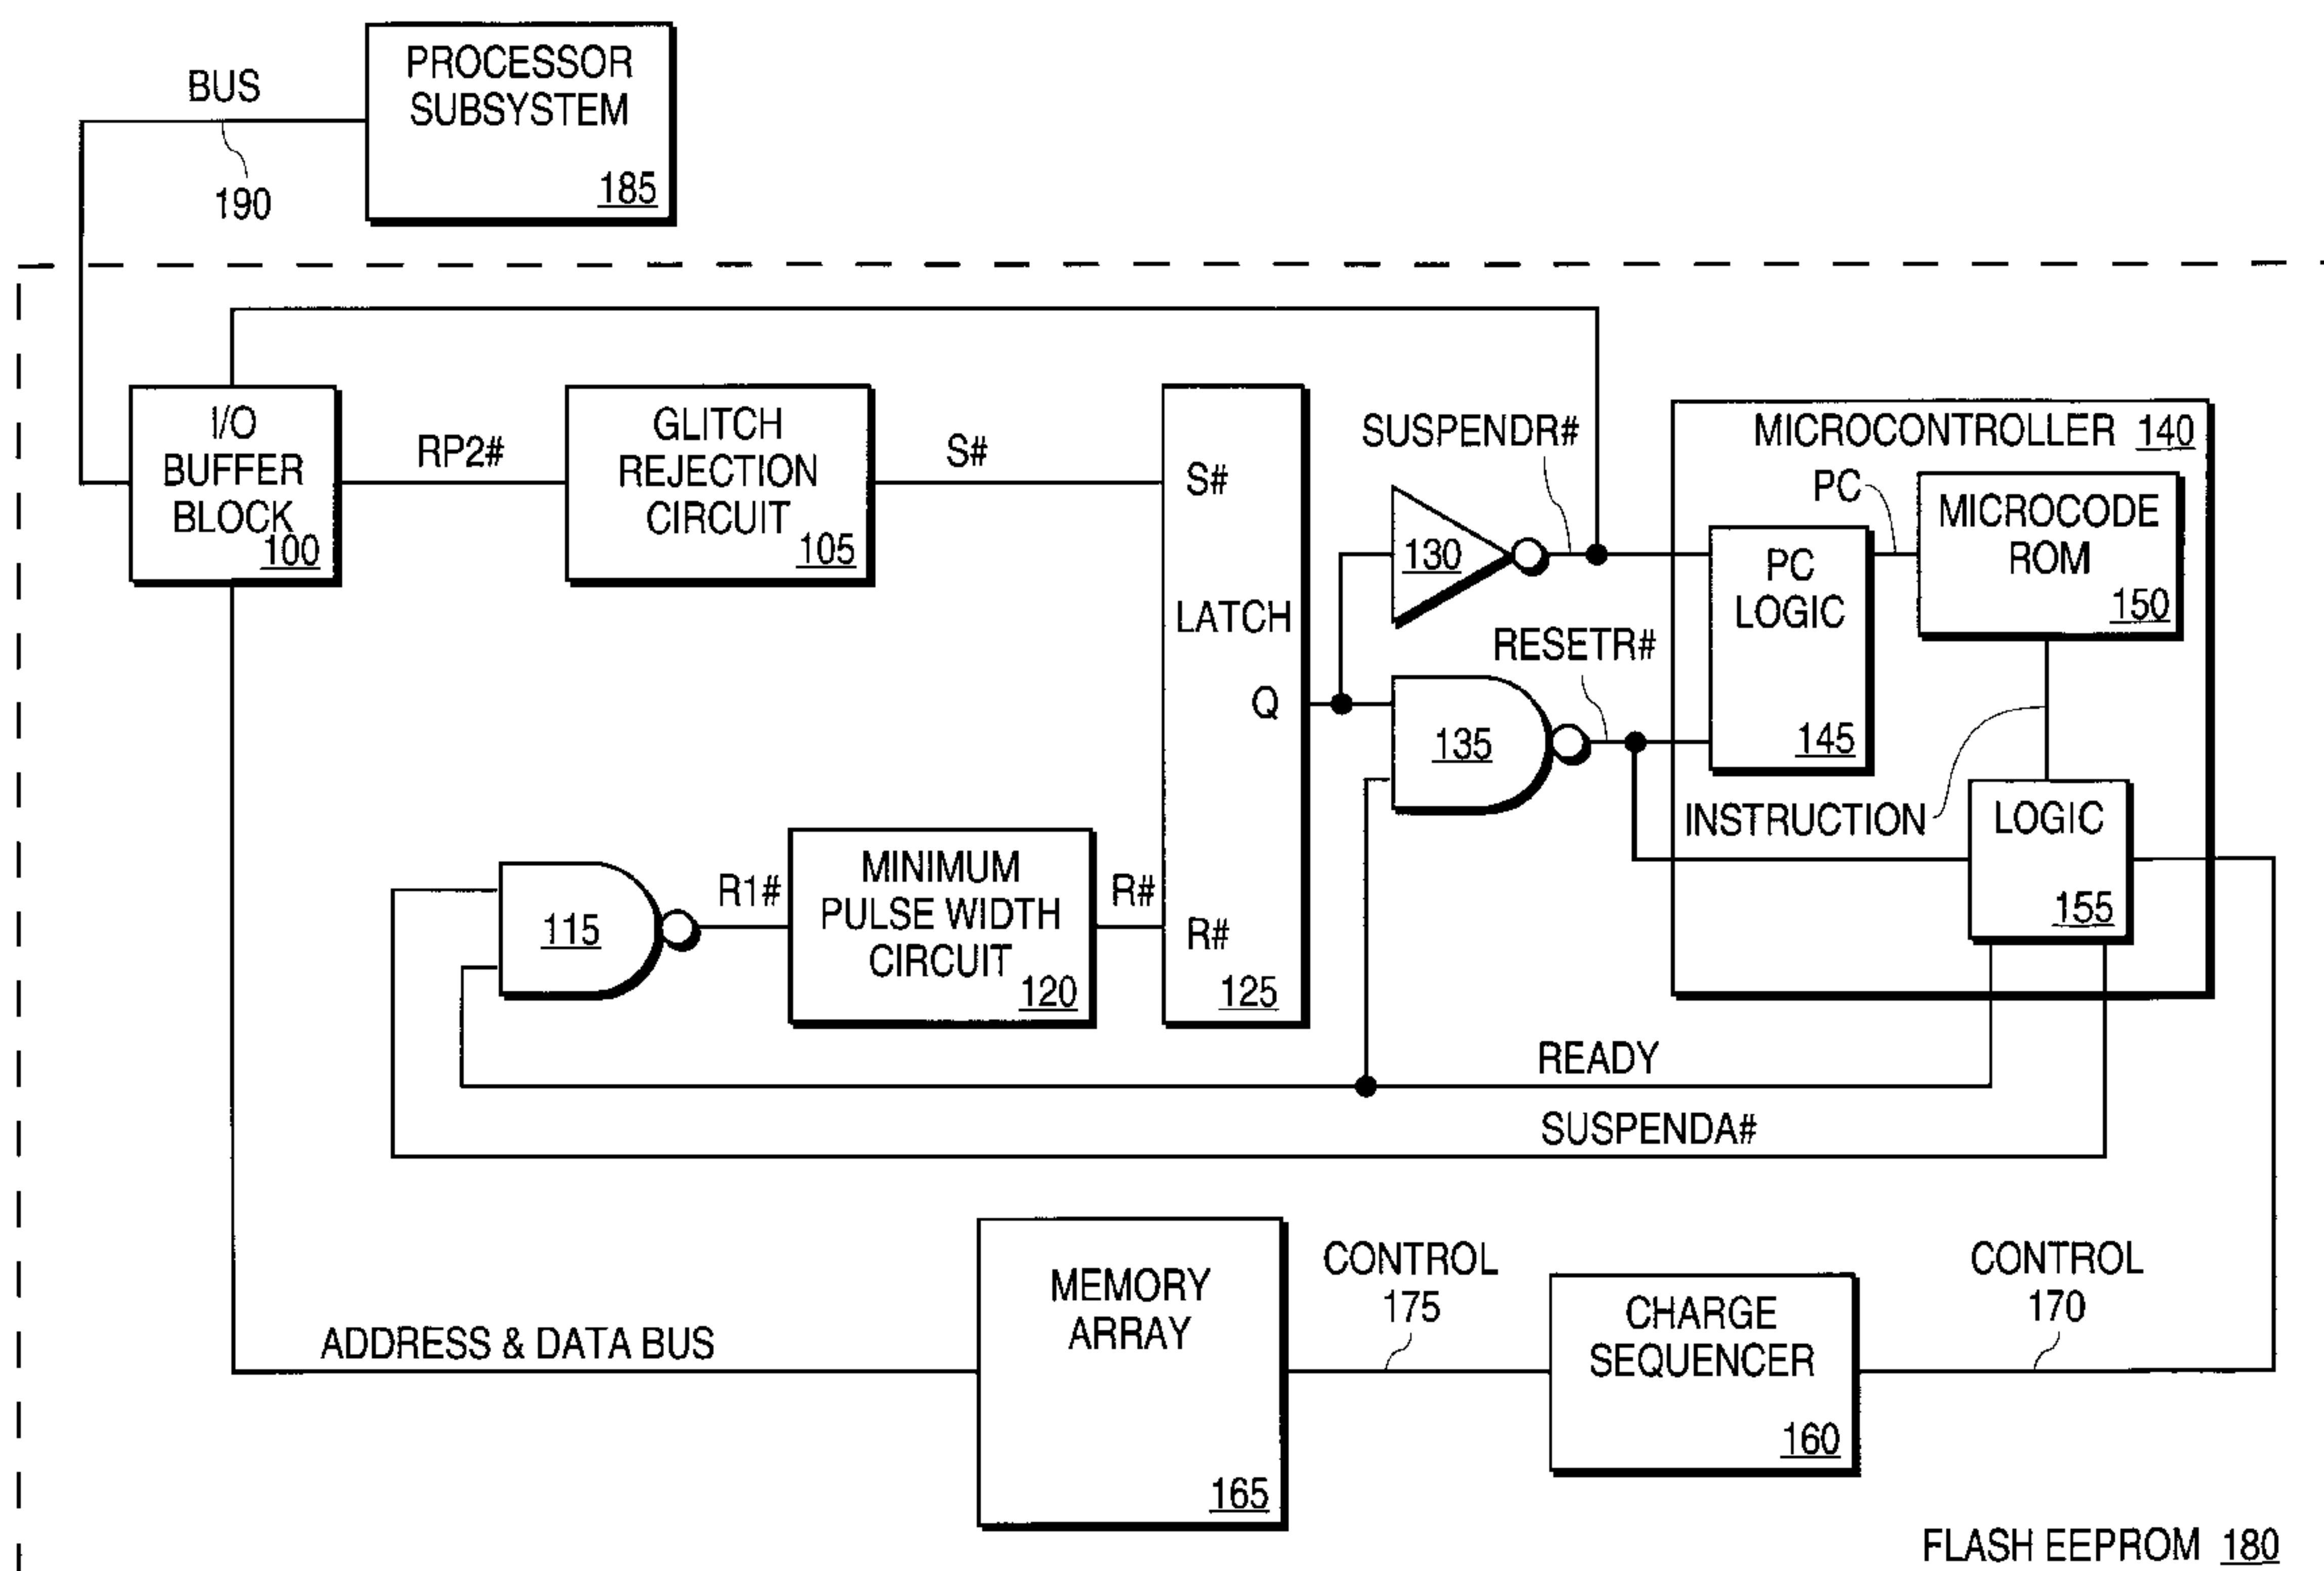 PROCESSOR
SUBSYSTEM
185
BUS
190
I/O
BUFFER
BLOCK
100
RP2#
GLITCH
REJECTION
CIRCUIT
105
S#
S#
LATCH
Q
R#
125
SUSPENDR#
130
RESETR#
135
MICROCONTROLLER 140
PC
MICROCODE
ROM
150
PC
LOGIC
145
INSTRUCTION
LOGIC
155
115
R1#
MINIMUM
PULSE WIDTH
CIRCUIT
120
R#
READY
SUSPENDA#
MEMORY
ARRAY
165
CONTROL
175
CHARGE
SEQUENCER
160
CONTROL
170
ADDRESS & DATA BUS
FLASH EEPROM 180